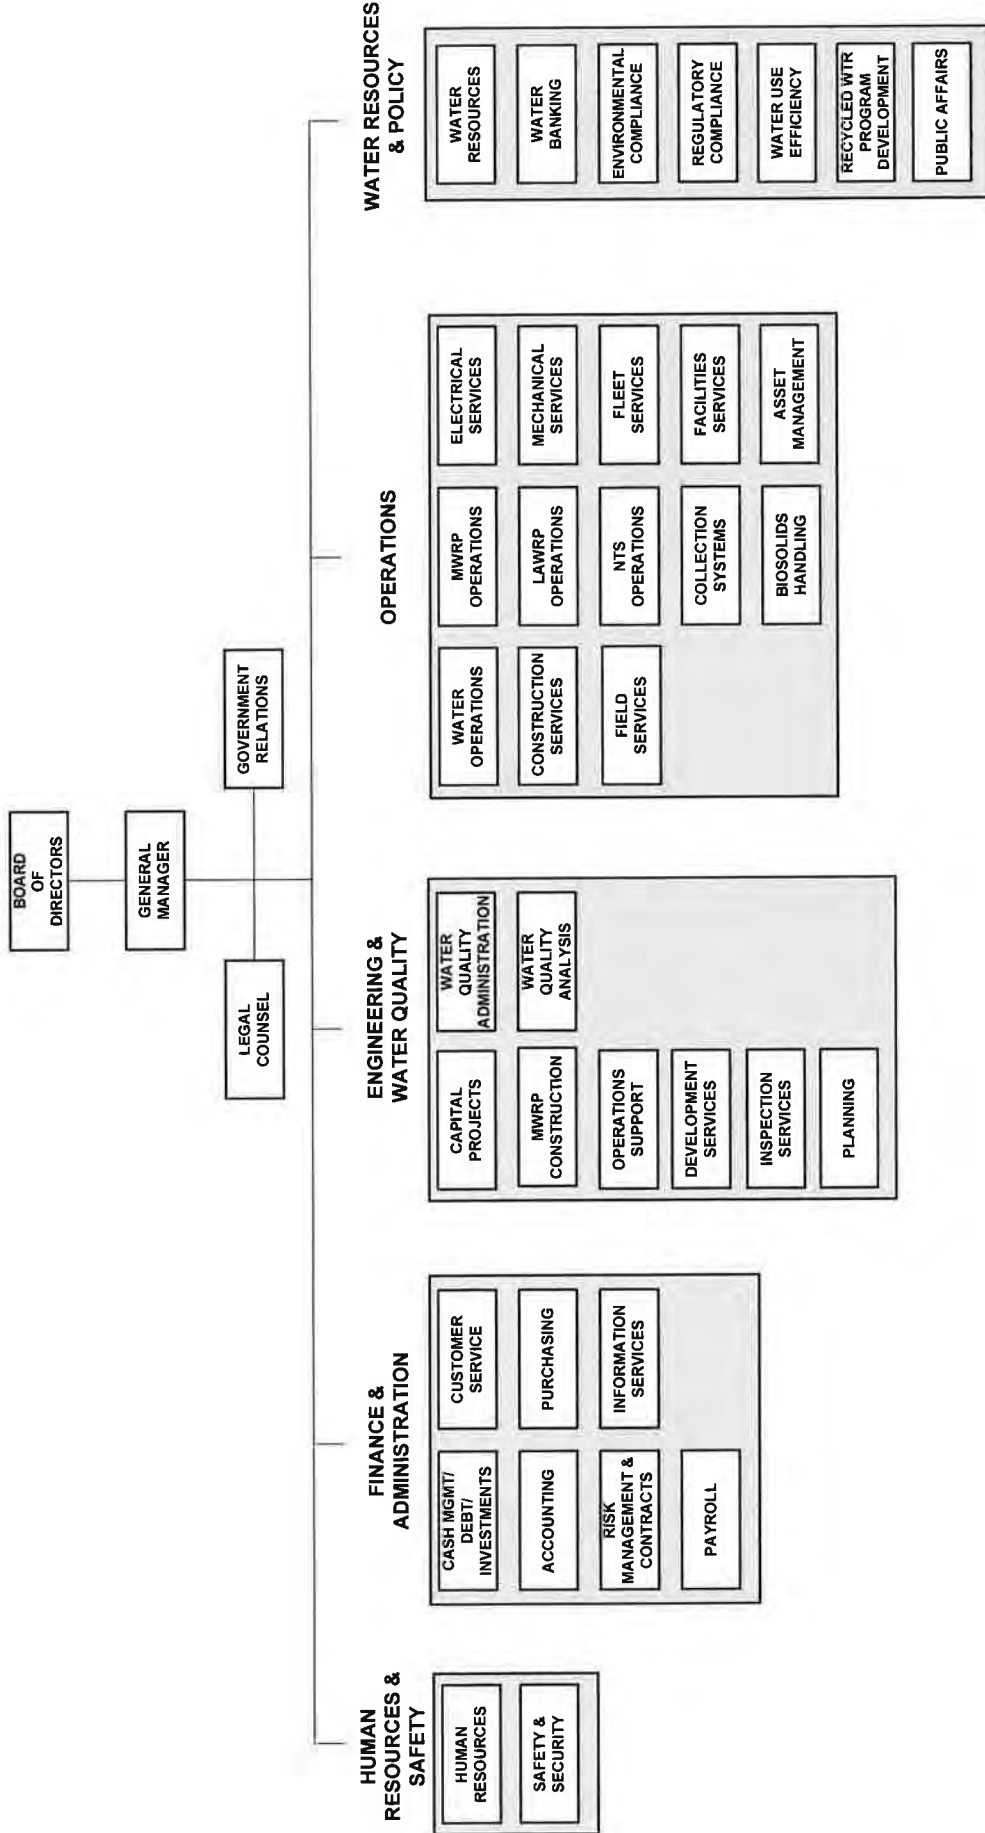 BOARD
OF
DIRECTORS
GENERAL
MANAGER
LEGAL
COUNSEL
GOVERNMENT
RELATIONS
HUMAN
RESOURCES &
SAFETY
HUMAN
RESOURCES
SAFETY &
SECURITY
FINANCE &
ADMINISTRATION
CASH MGMT/
DEBT/
INVESTMENTS
ACCOUNTING
RISK
MANAGEMENT &
CONTRACTS
PAYROLL
CUSTOMER
SERVICE
PURCHASING
INFORMATION
SERVICES
ENGINEERING &
WATER QUALITY
CAPITAL
PROJECTS
MWRP
CONSTRUCTION
OPERATIONS
SUPPORT
DEVELOPMENT
SERVICES
INSPECTION
SERVICES
PLANNING
WATER
QUALITY
ADMINISTRATION
WATER
QUALITY
ANALYSIS
OPERATIONS
WATER
OPERATIONS
CONSTRUCTION
SERVICES
FIELD
SERVICES
MWRP
OPERATIONS
LAWRP
OPERATIONS
NTS
OPERATIONS
COLLECTION
SYSTEMS
BIOSOLIDS
HANDLING
ELECTRICAL
SERVICES
MECHANICAL
SERVICES
FLEET
SERVICES
FACILITIES
SERVICES
ASSET
MANAGEMENT
WATER RESOURCES
& POLICY
WATER
RESOURCES
WATER
BANKING
ENVIRONMENTAL
COMPLIANCE
REGULATORY
COMPLIANCE
WATER USE
EFFICIENCY
RECYCLED WTR
PROGRAM
DEVELOPMENT
PUBLIC AFFAIRS